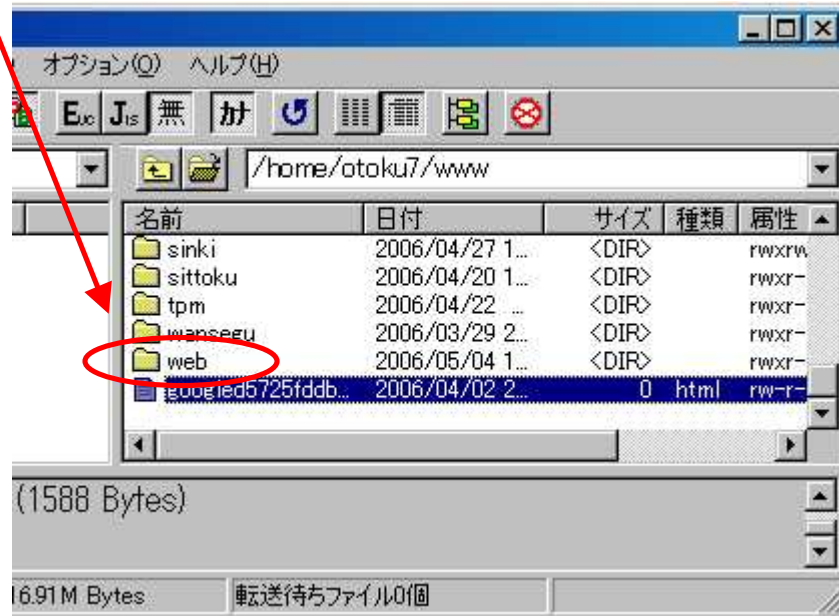 オプション(O) ヘルプ(H)
Euc Jis 無 カナ
/home/otoku7/www
名前 日付 サイズ 種類 属性
sinki 2006/04/27 1... <DIR> rwxrw
sittoku 2006/04/20 1... <DIR> rwxr-
tpm 2006/04/22 ... <DIR> rwxr-
wansegu 2006/03/29 2... <DIR> rwxr-
web 2006/05/04 1... <DIR> rwxr-
googled5725fddb... 2006/04/02 2... 0 html rw-r-
(1588 Bytes)
16.91M Bytes 転送待ちファイル0個